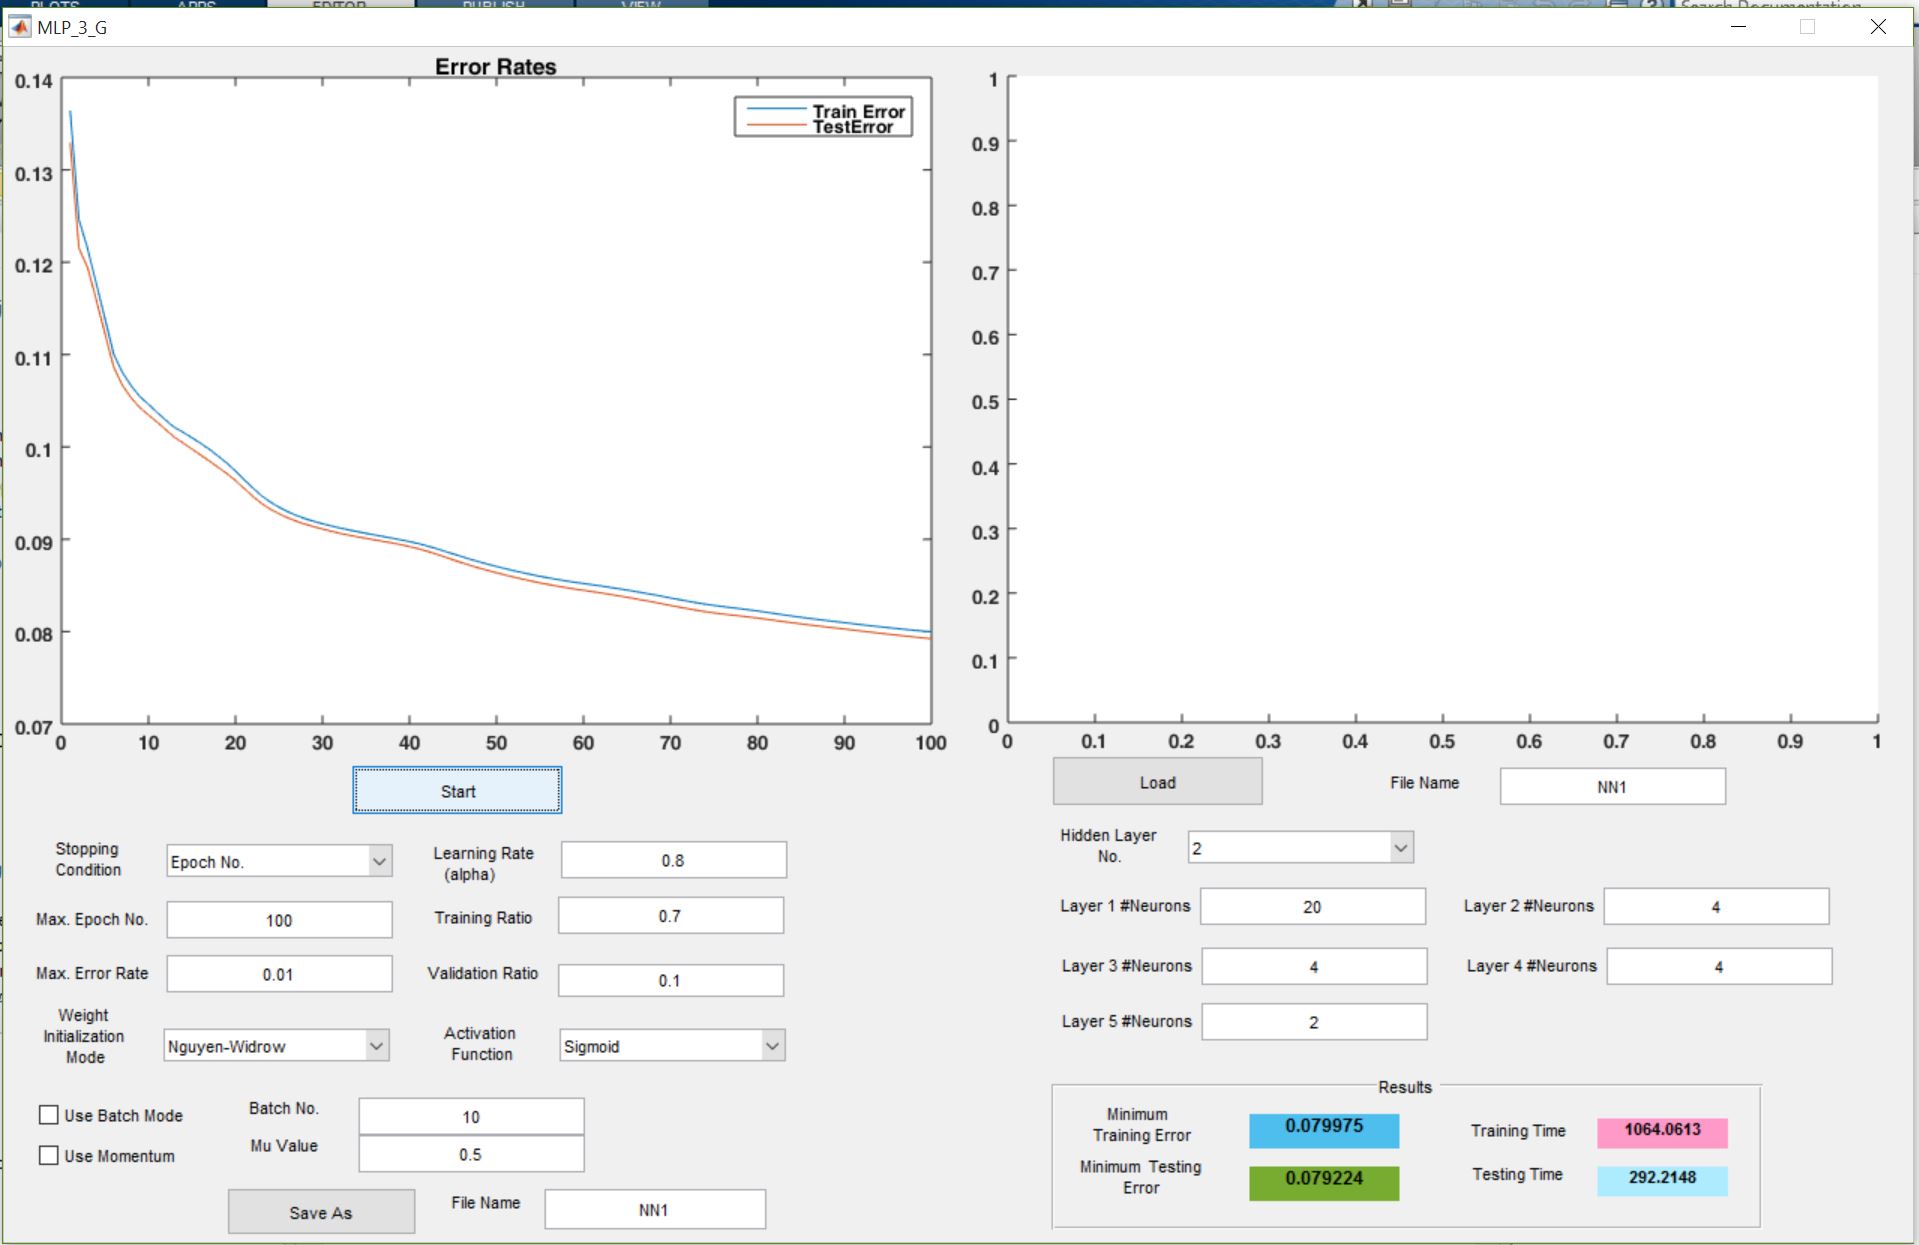 PLOTS APPS EDITOR PUBLISH VIEW Search Documentation
MLP_3_G
Error Rates
Train Error
TestError
0.14
0.13
0.12
0.11
0.1
0.09
0.08
0.07
0 10 20 30 40 50 60 70 80 90 100
1
0.9
0.8
0.7
0.6
0.5
0.4
0.3
0.2
0.1
0
0 0.1 0.2 0.3 0.4 0.5 0.6 0.7 0.8 0.9 1
Start
Stopping
Condition
Epoch No.
Learning Rate
(alpha)
0.8
Max. Epoch No.
100
Training Ratio
0.7
Max. Error Rate
0.01
Validation Ratio
0.1
Weight
Initialization
Mode
Nguyen-Widrow
Activation
Function
Sigmoid
Use Batch Mode
Batch No.
10
Use Momentum
Mu Value
0.5
Save As
File Name
NN1
Load
File Name
NN1
Hidden Layer
No.
2
Layer 1 #Neurons
20
Layer 2 #Neurons
4
Layer 3 #Neurons
4
Layer 4 #Neurons
4
Layer 5 #Neurons
2
Results
Minimum
Training Error
0.079975
Training Time
1064.0613
Minimum Testing
Error
0.079224
Testing Time
292.2148